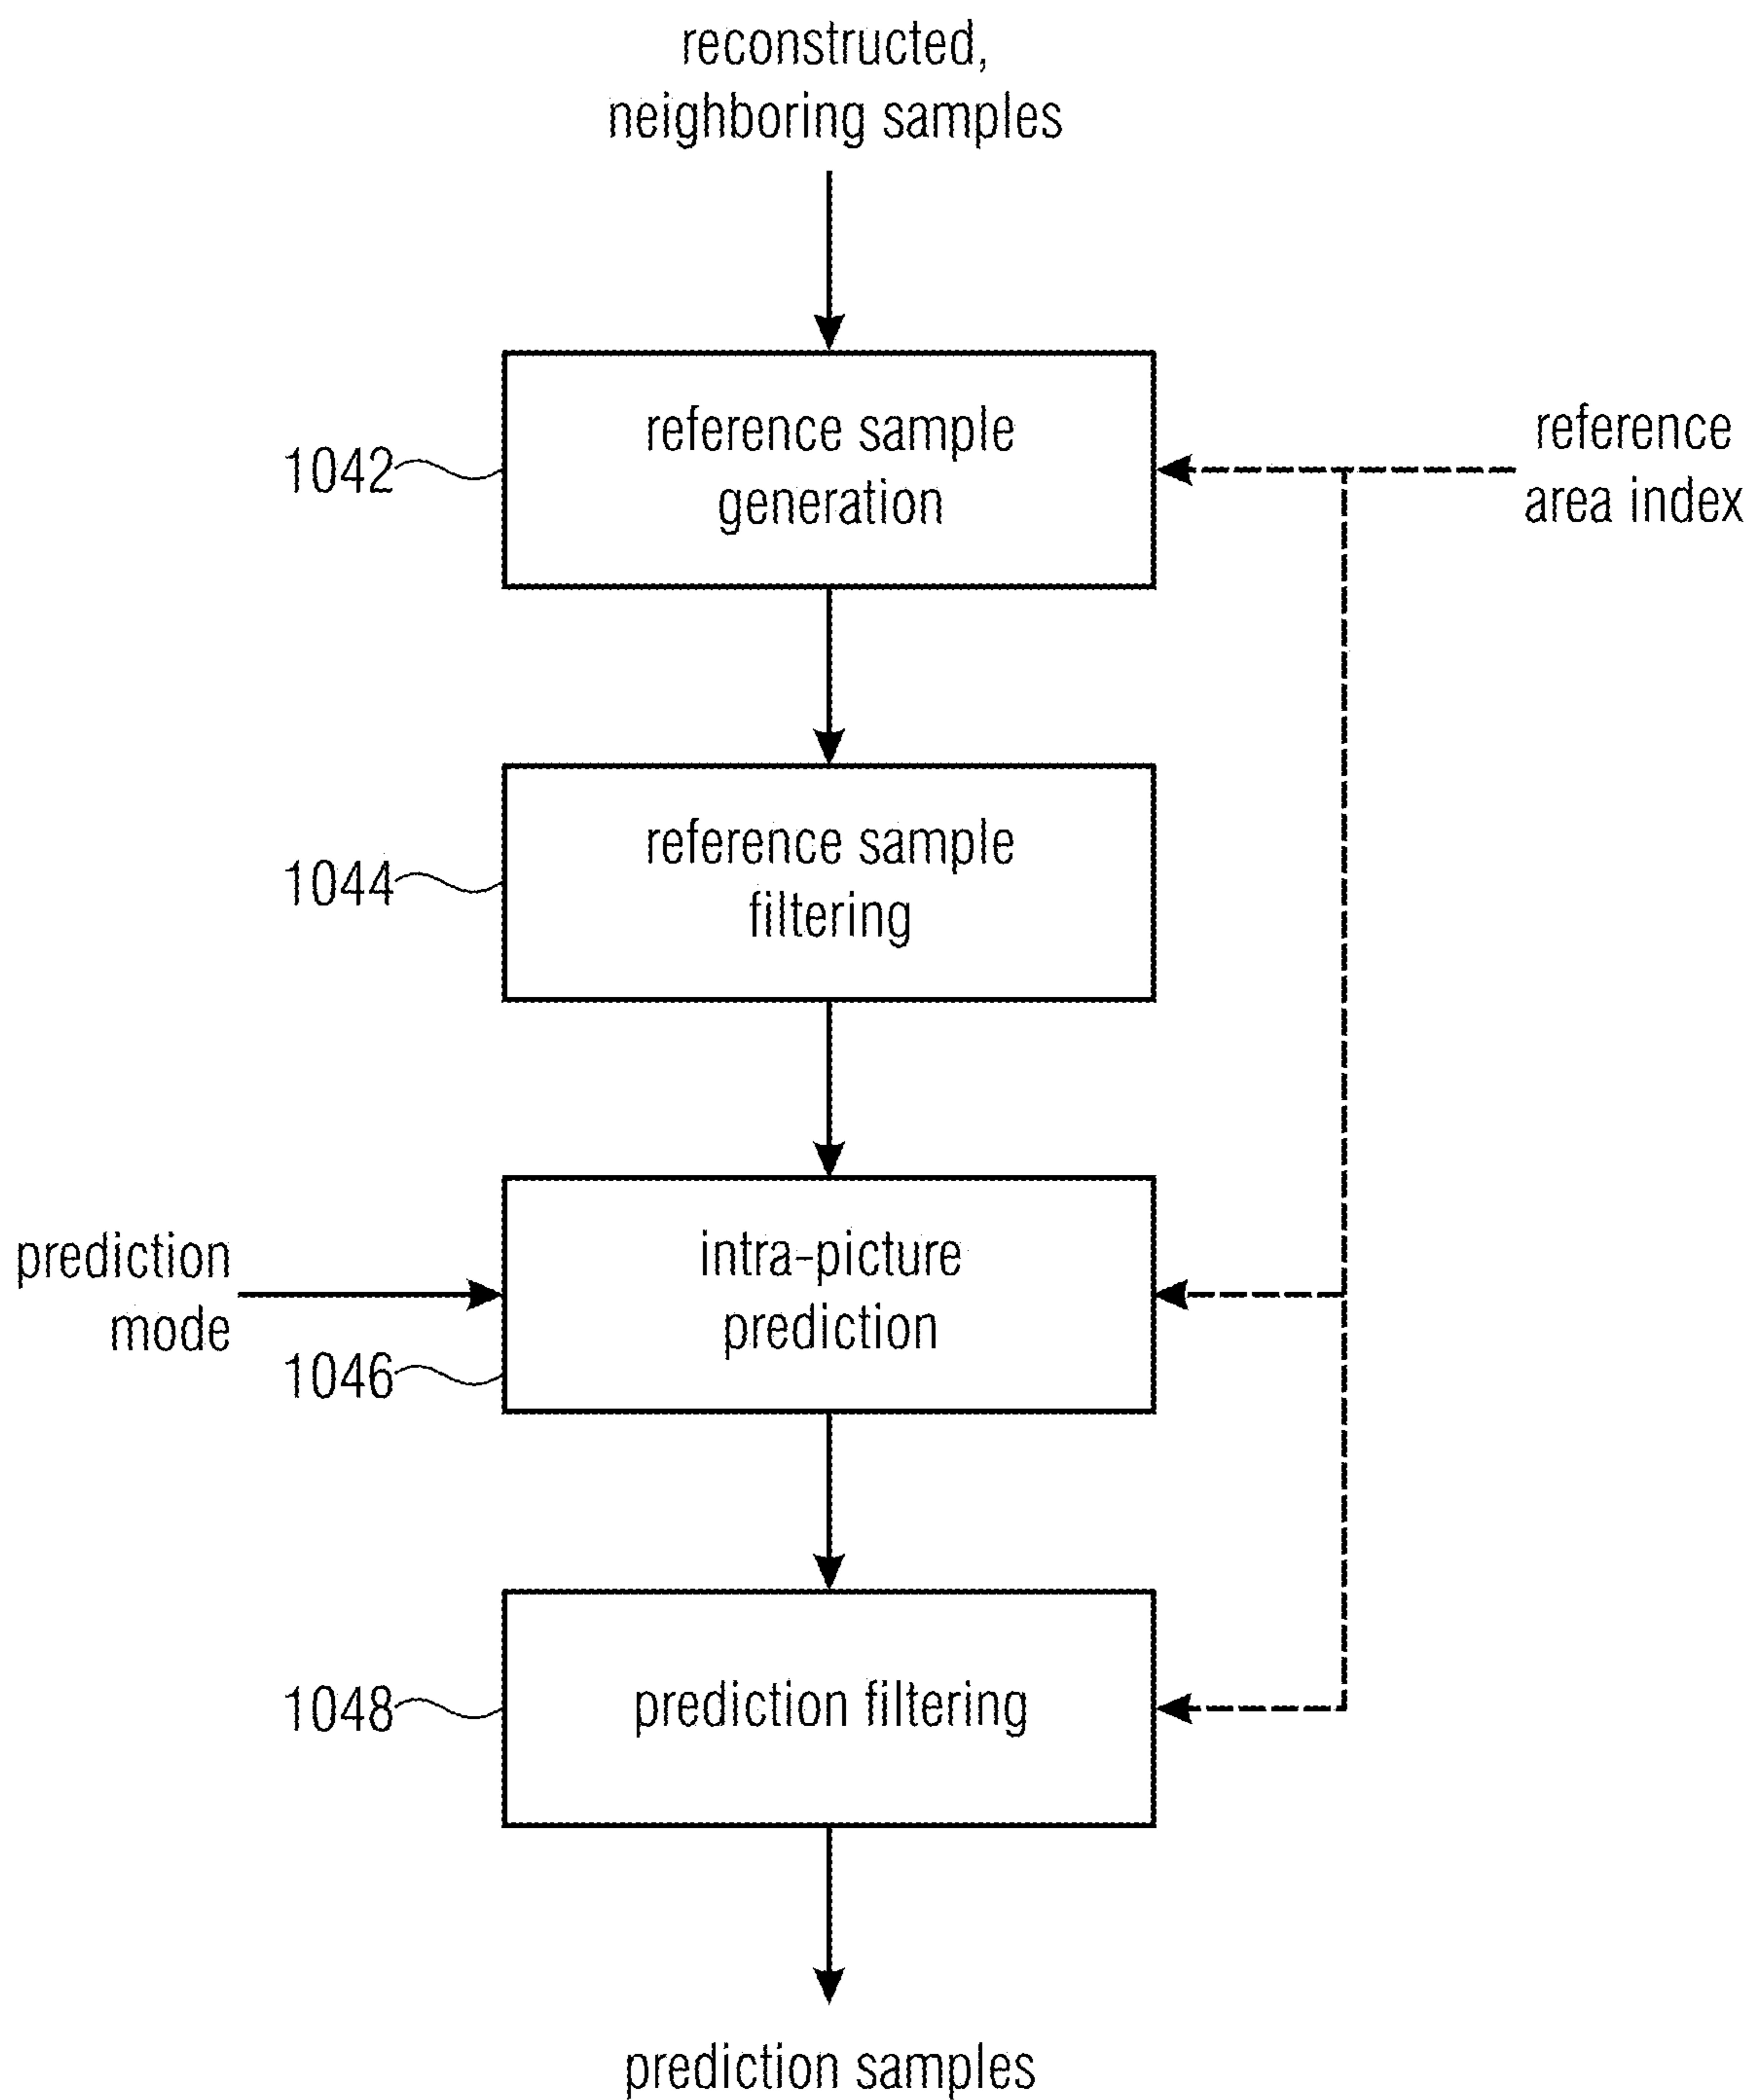 reconstructed,
neighboring samples
reference sample
generation
1042
reference
area index
reference sample
filtering
1044
prediction
mode
intra-picture
prediction
1046
prediction filtering
1048
prediction samples